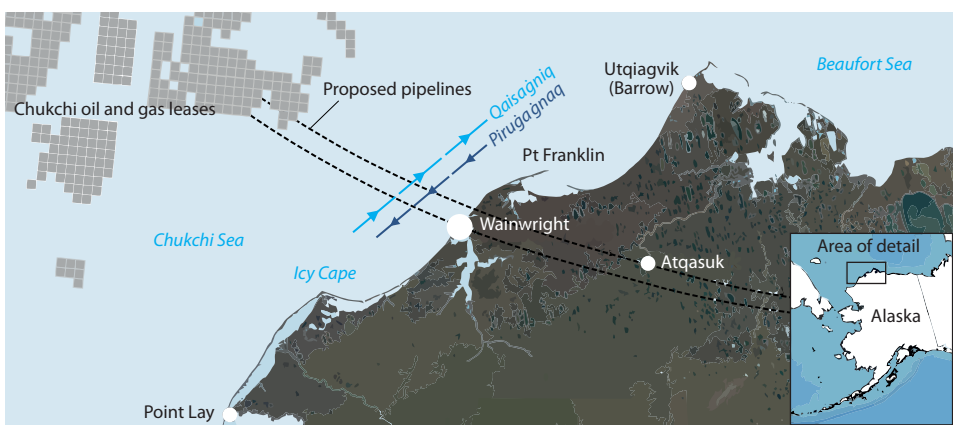 Beaufort Sea
Utqiagvik
(Barrow)
Proposed pipelines
Qaisaġniq
Chukchi oil and gas leases
Piruġaġnaq
Pt Franklin
Wainwright
Chukchi Sea
Area of detail
Atqasuk
Icy Cape
Alaska
Point Lay